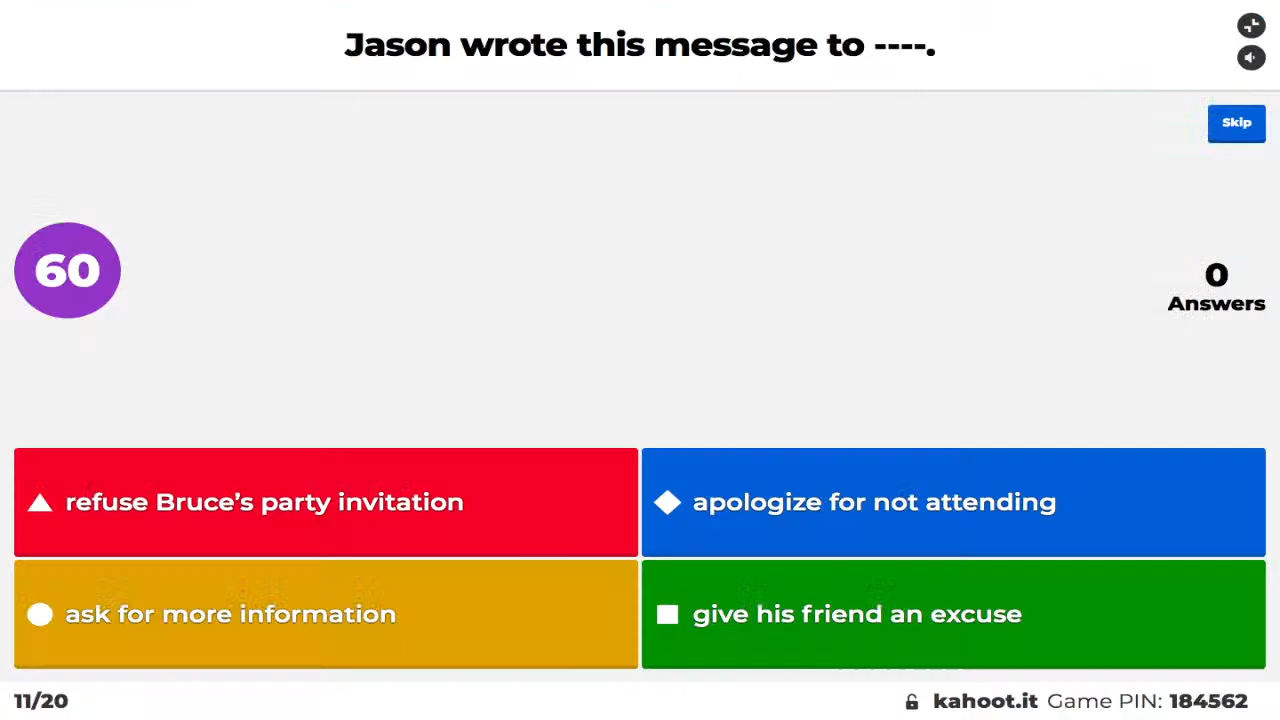 Jason wrote this message to ----.
Skip
60
0
Answers
refuse Bruce’s party invitation
apologize for not attending
ask for more information
give his friend an excuse
11/20
kahoot.it Game PIN: 184562